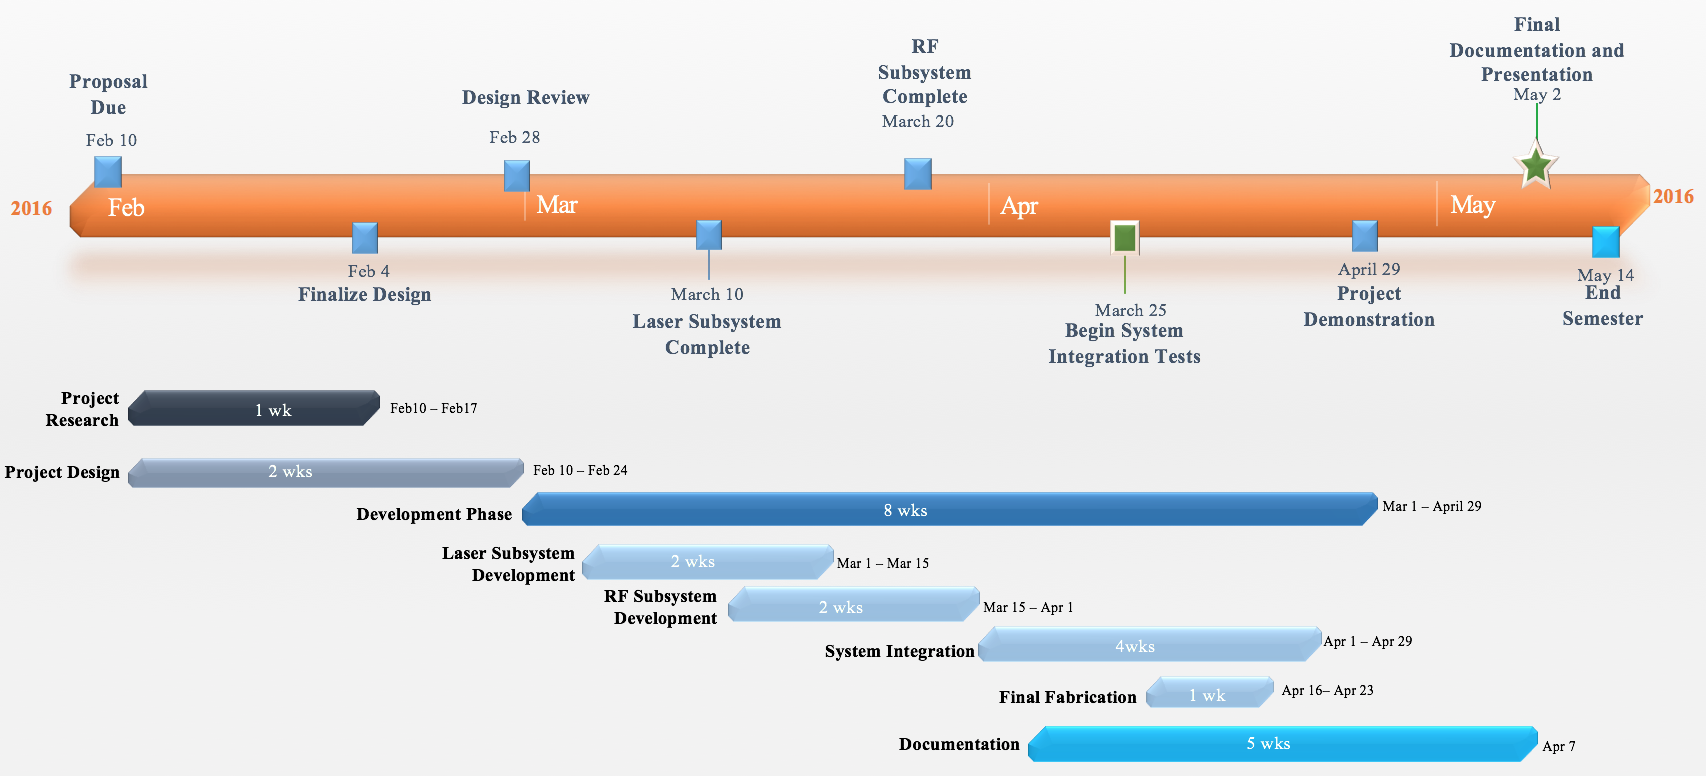 Proposal
Due
Feb 10
Design Review
Feb 28
RF
Subsystem
Complete
March 20
Final
Documentation and
Presentation
May 2
2016
Feb
Mar
Apr
May
2016
Feb 4
Finalize Design
March 10
Laser Subsystem
Complete
March 25
Begin System
Integration Tests
April 29
Project
Demonstration
May 14
End
Semester
Project
Research
1 wk
Feb10 – Feb17
Project Design
2 wks
Feb 10 – Feb 24
Development Phase
8 wks
Mar 1 – April 29
Laser Subsystem
Development
2 wks
Mar 1 – Mar 15
RF Subsystem
Development
2 wks
Mar 15 – Apr 1
System Integration
4wks
Apr 1 – Apr 29
Final Fabrication
1 wk
Apr 16– Apr 23
Documentation
5 wks
Apr 7